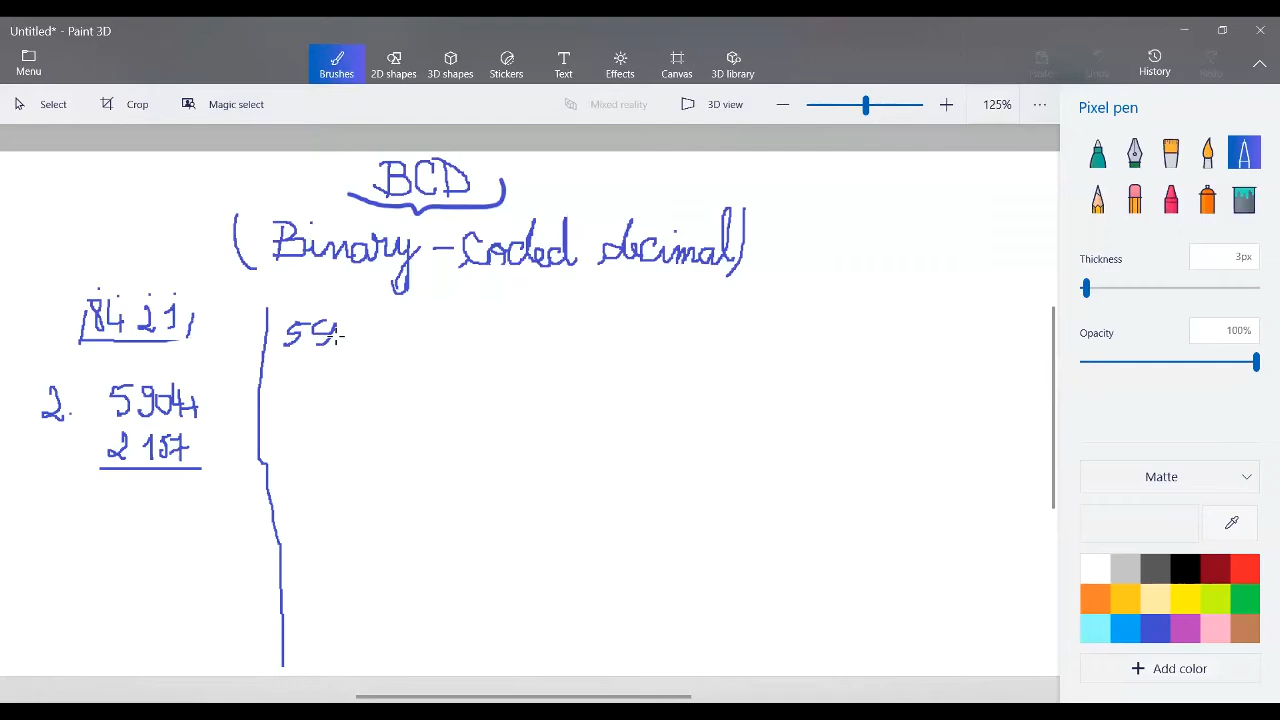 Untitled* - Paint 3D
Menu
Brushes
2D shapes
3D shapes
Stickers
Text
Effects
Canvas
3D library
History
Select
Crop
Magic select
Mixed reality
3D view
125%
Pixel pen
Thickness
3px
Opacity
100%
Matte
Add color
BCD
(Binary-Coded decimal)
8421
2. 5904+
2157